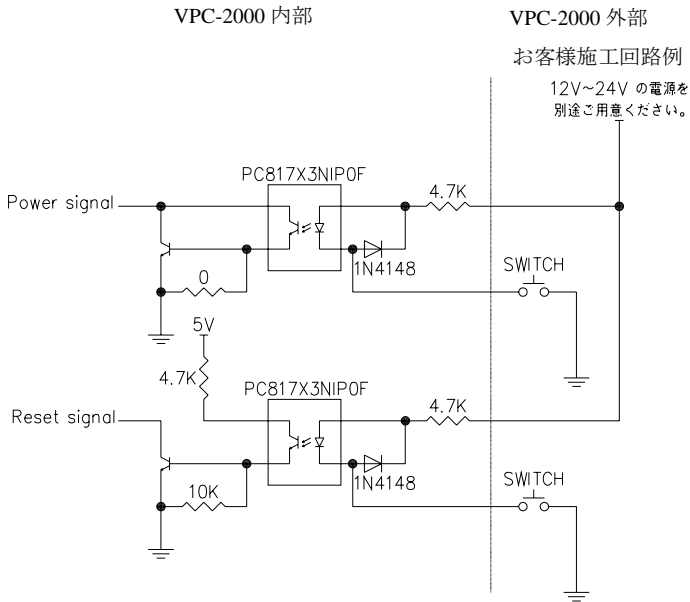 VPC-2000 内部
VPC-2000 外部
お客様施工回路例
12V~24V の電源を
別途ご用意ください。
PC817X3NIP0F
4.7K
Power signal
1N4148
SWITCH
0
5V
4.7K
PC817X3NIP0F
4.7K
Reset signal
1N4148
SWITCH
10K